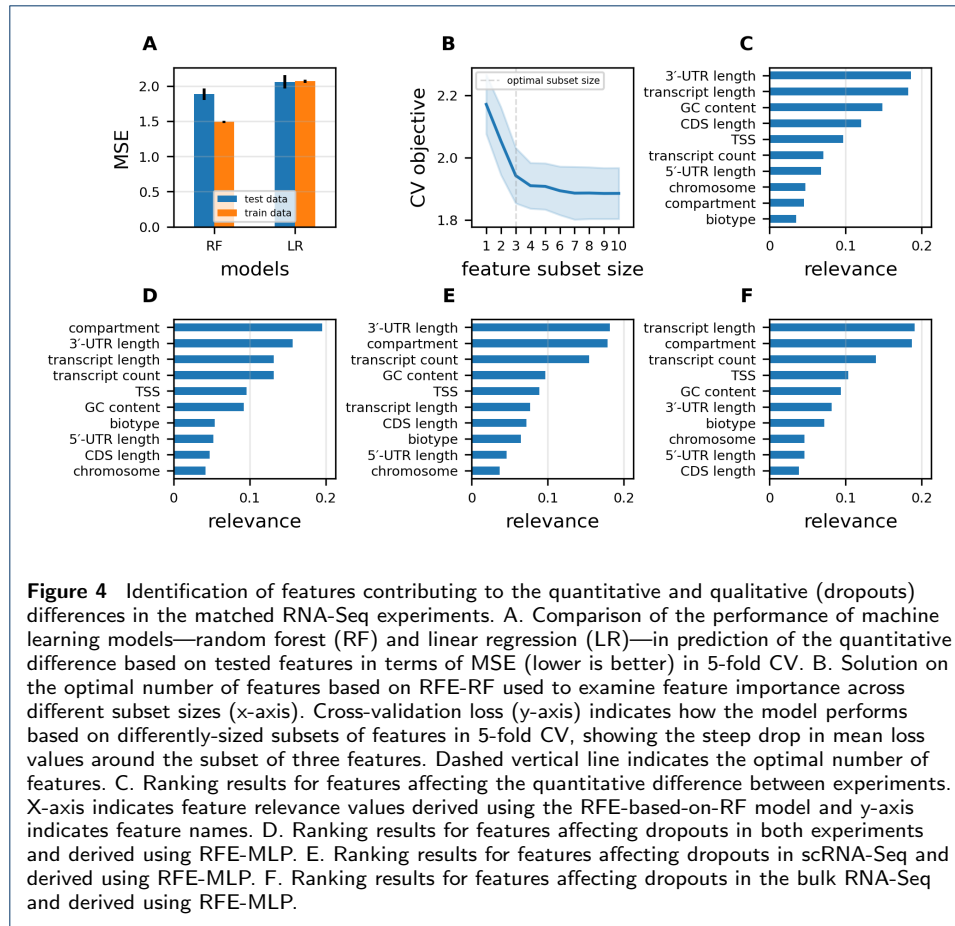 A
MSE
2.0
1.5
1.0
0.5
0.0
test data
train data
RF
LR
models
B
CV objective
2.2
2.0
1.8
optimal subset size
1 2 3 4 5 6 7 8 9 10
feature subset size
C
3′-UTR length
transcript length
GC content
CDS length
TSS
transcript count
5′-UTR length
chromosome
compartment
biotype
0 0.1 0.2
relevance
D
compartment
3′-UTR length
transcript length
transcript count
TSS
GC content
biotype
5′-UTR length
CDS length
chromosome
0 0.1 0.2
relevance
E
3′-UTR length
compartment
transcript count
GC content
TSS
transcript length
CDS length
biotype
5′-UTR length
chromosome
0 0.1 0.2
relevance
F
transcript length
compartment
transcript count
TSS
GC content
3′-UTR length
biotype
chromosome
5′-UTR length
CDS length
0 0.1 0.2
relevance
Figure 4 Identification of features contributing to the quantitative and qualitative (dropouts)
differences in the matched RNA-Seq experiments. A. Comparison of the performance of machine
learning models—random forest (RF) and linear regression (LR)—in prediction of the quantitative
difference based on tested features in terms of MSE (lower is better) in 5-fold CV. B. Solution on
the optimal number of features based on RFE-RF used to examine feature importance across
different subset sizes (x-axis). Cross-validation loss (y-axis) indicates how the model performs
based on differently-sized subsets of features in 5-fold CV, showing the steep drop in mean loss
values around the subset of three features. Dashed vertical line indicates the optimal number of
features. C. Ranking results for features affecting the quantitative difference between experiments.
X-axis indicates feature relevance values derived using the RFE-based-on-RF model and y-axis
indicates feature names. D. Ranking results for features affecting dropouts in both experiments
and derived using RFE-MLP. E. Ranking results for features affecting dropouts in scRNA-Seq and
derived using RFE-MLP. F. Ranking results for features affecting dropouts in the bulk RNA-Seq
and derived using RFE-MLP.